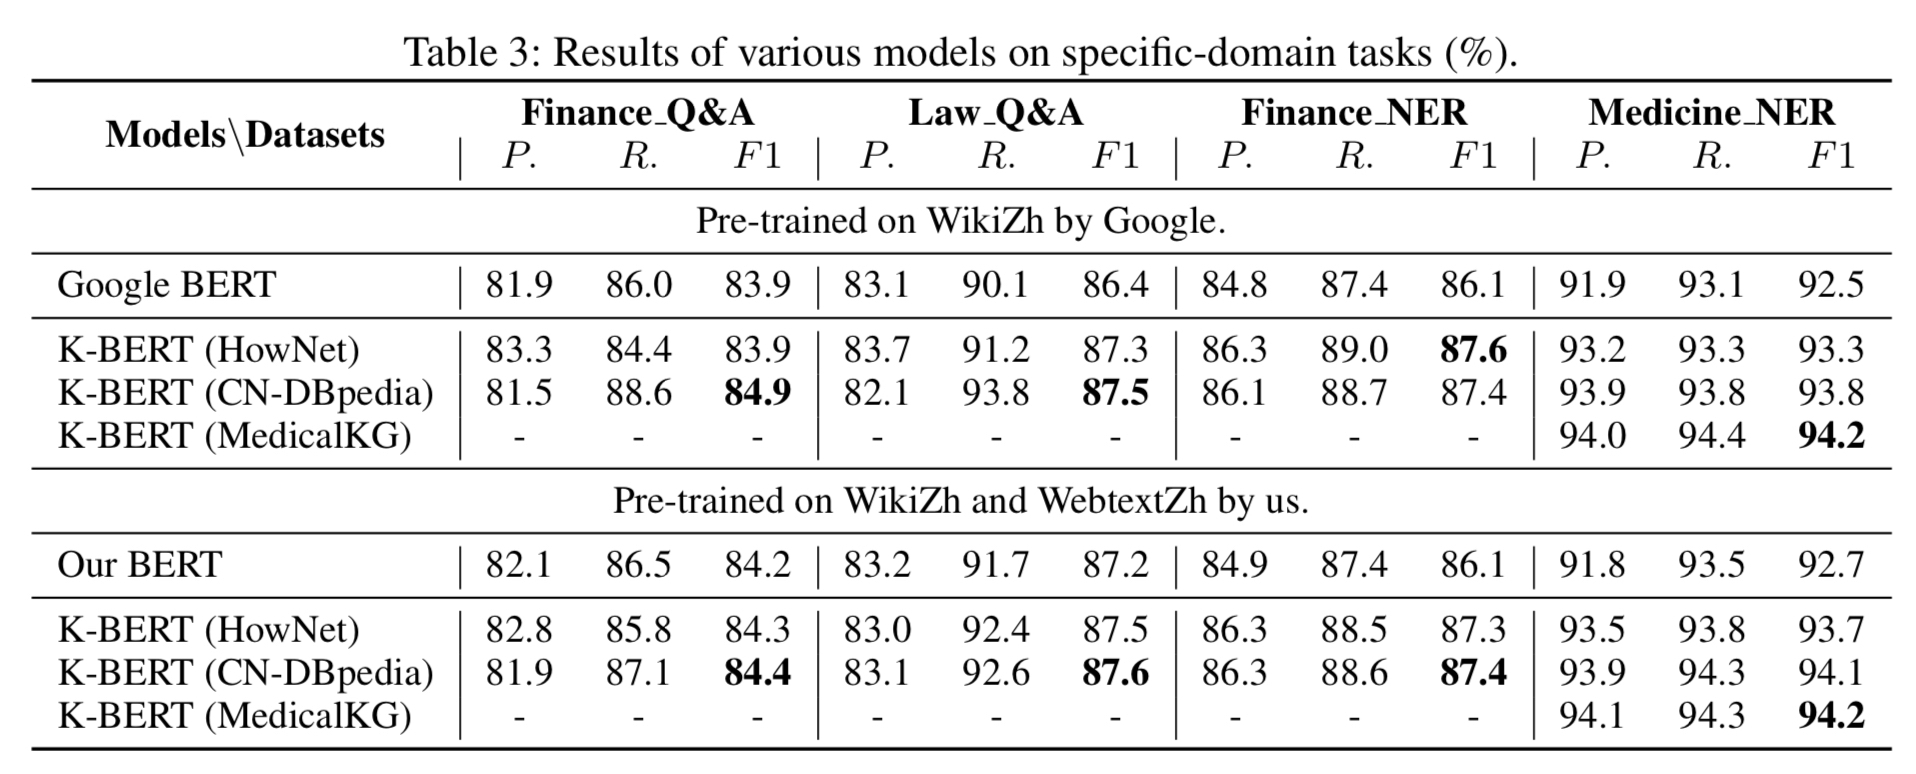 Table 3: Results of various models on specific-domain tasks (%).
Models\Datasets Finance_Q&A Law_Q&A Finance_NER Medicine_NER
P. R. F1 P. R. F1 P. R. F1 P. R. F1
Pre-trained on WikiZh by Google.
Google BERT 81.9 86.0 83.9 83.1 90.1 86.4 84.8 87.4 86.1 91.9 93.1 92.5
K-BERT (HowNet) 83.3 84.4 83.9 83.7 91.2 87.3 86.3 89.0 87.6 93.2 93.3 93.3
K-BERT (CN-DBpedia) 81.5 88.6 84.9 82.1 93.8 87.5 86.1 88.7 87.4 93.9 93.8 93.8
K-BERT (MedicalKG) - - - - - - - - - 94.0 94.4 94.2
Pre-trained on WikiZh and WebtextZh by us.
Our BERT 82.1 86.5 84.2 83.2 91.7 87.2 84.9 87.4 86.1 91.8 93.5 92.7
K-BERT (HowNet) 82.8 85.8 84.3 83.0 92.4 87.5 86.3 88.5 87.3 93.5 93.8 93.7
K-BERT (CN-DBpedia) 81.9 87.1 84.4 83.1 92.6 87.6 86.3 88.6 87.4 93.9 94.3 94.1
K-BERT (MedicalKG) - - - - - - - - - 94.1 94.3 94.2